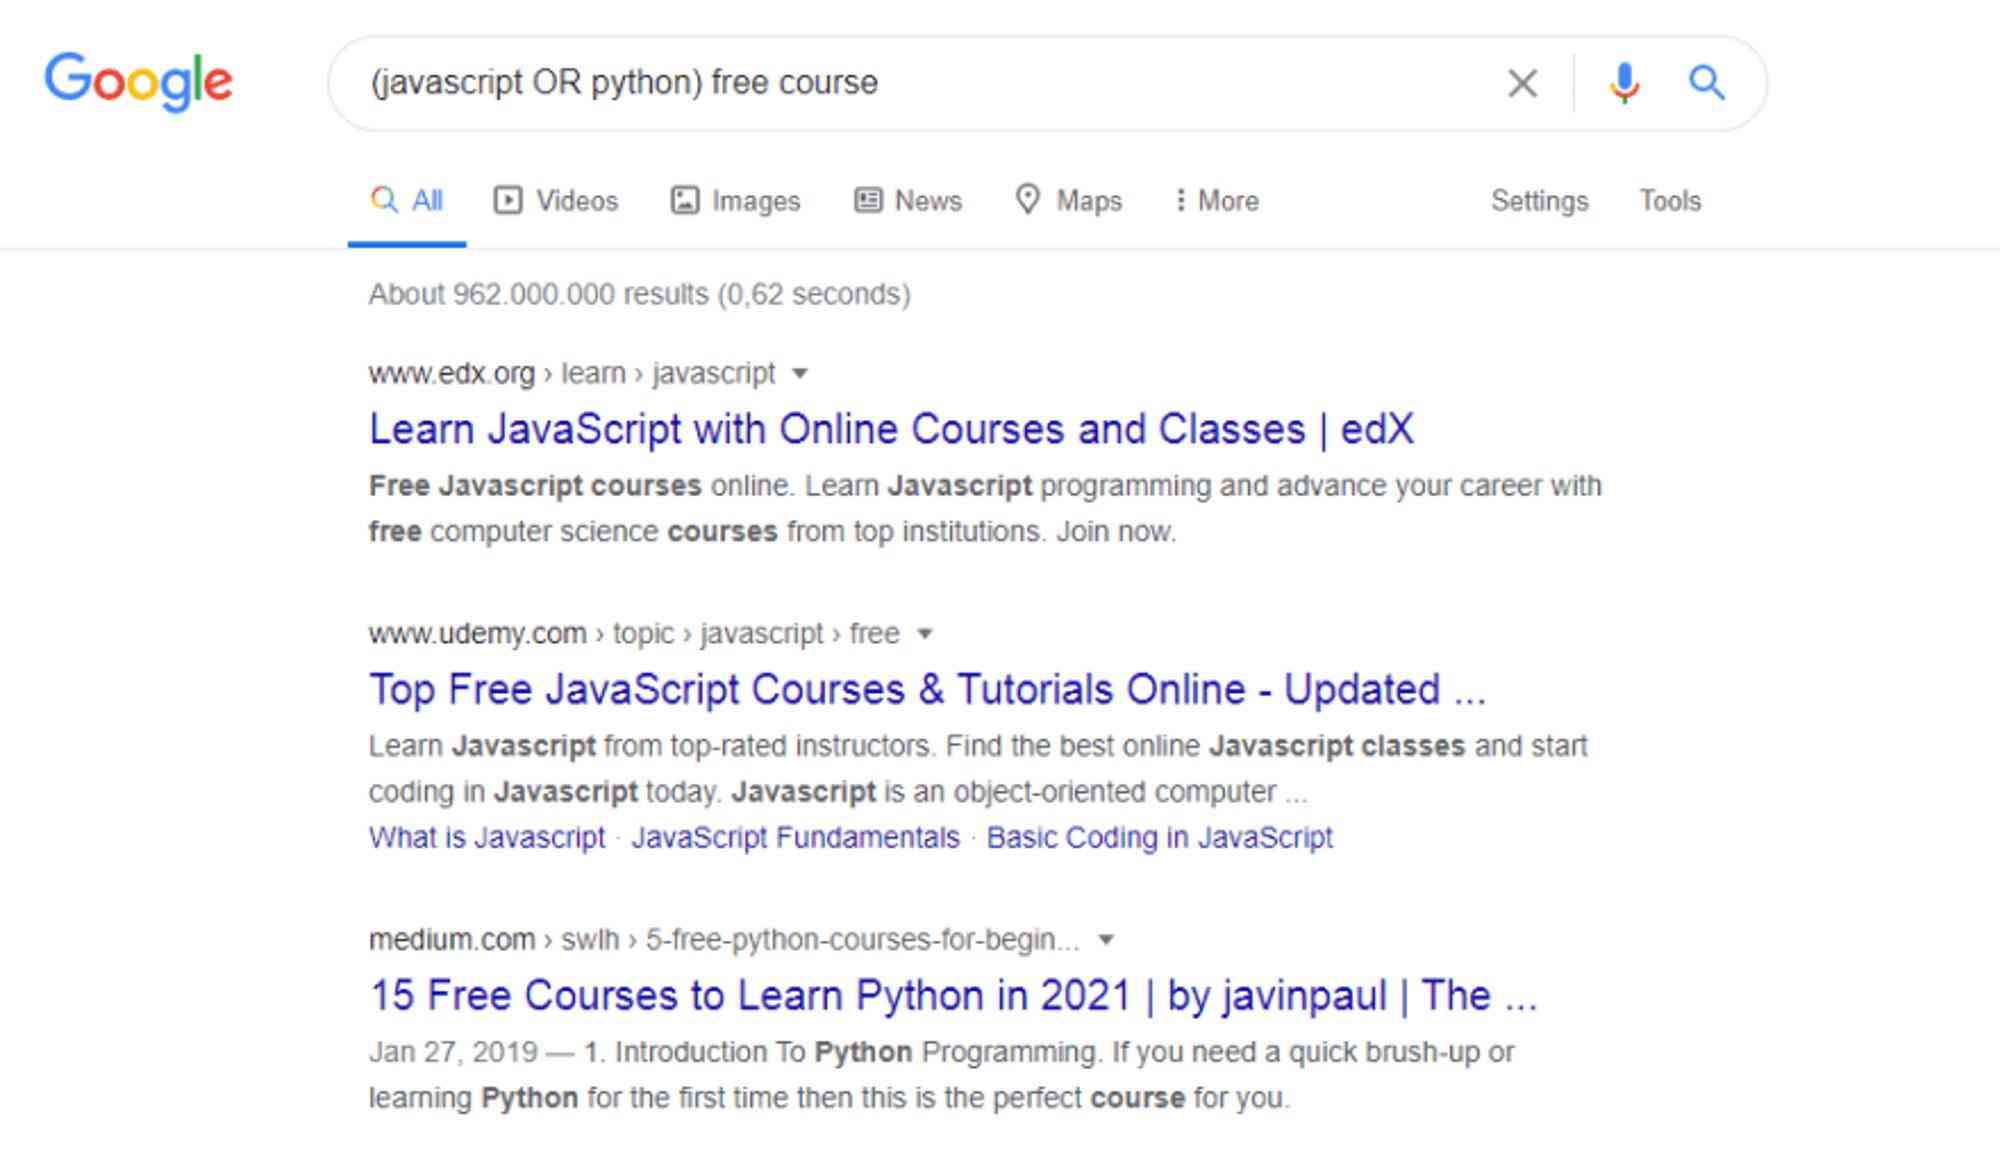 Google
(javascript OR python) free course
All Videos Images News Maps More Settings Tools
About 962.000.000 results (0,62 seconds)
www.edx.org › learn › javascript
Learn JavaScript with Online Courses and Classes | edX
Free Javascript courses online. Learn Javascript programming and advance your career with
free computer science courses from top institutions. Join now.
www.udemy.com › topic › javascript › free
Top Free JavaScript Courses & Tutorials Online - Updated ...
Learn Javascript from top-rated instructors. Find the best online Javascript classes and start
coding in Javascript today. Javascript is an object-oriented computer ...
What is Javascript · JavaScript Fundamentals · Basic Coding in JavaScript
medium.com › swlh › 5-free-python-courses-for-begin...
15 Free Courses to Learn Python in 2021 | by javinpaul | The ...
Jan 27, 2019 — 1. Introduction To Python Programming. If you need a quick brush-up or
learning Python for the first time then this is the perfect course for you.